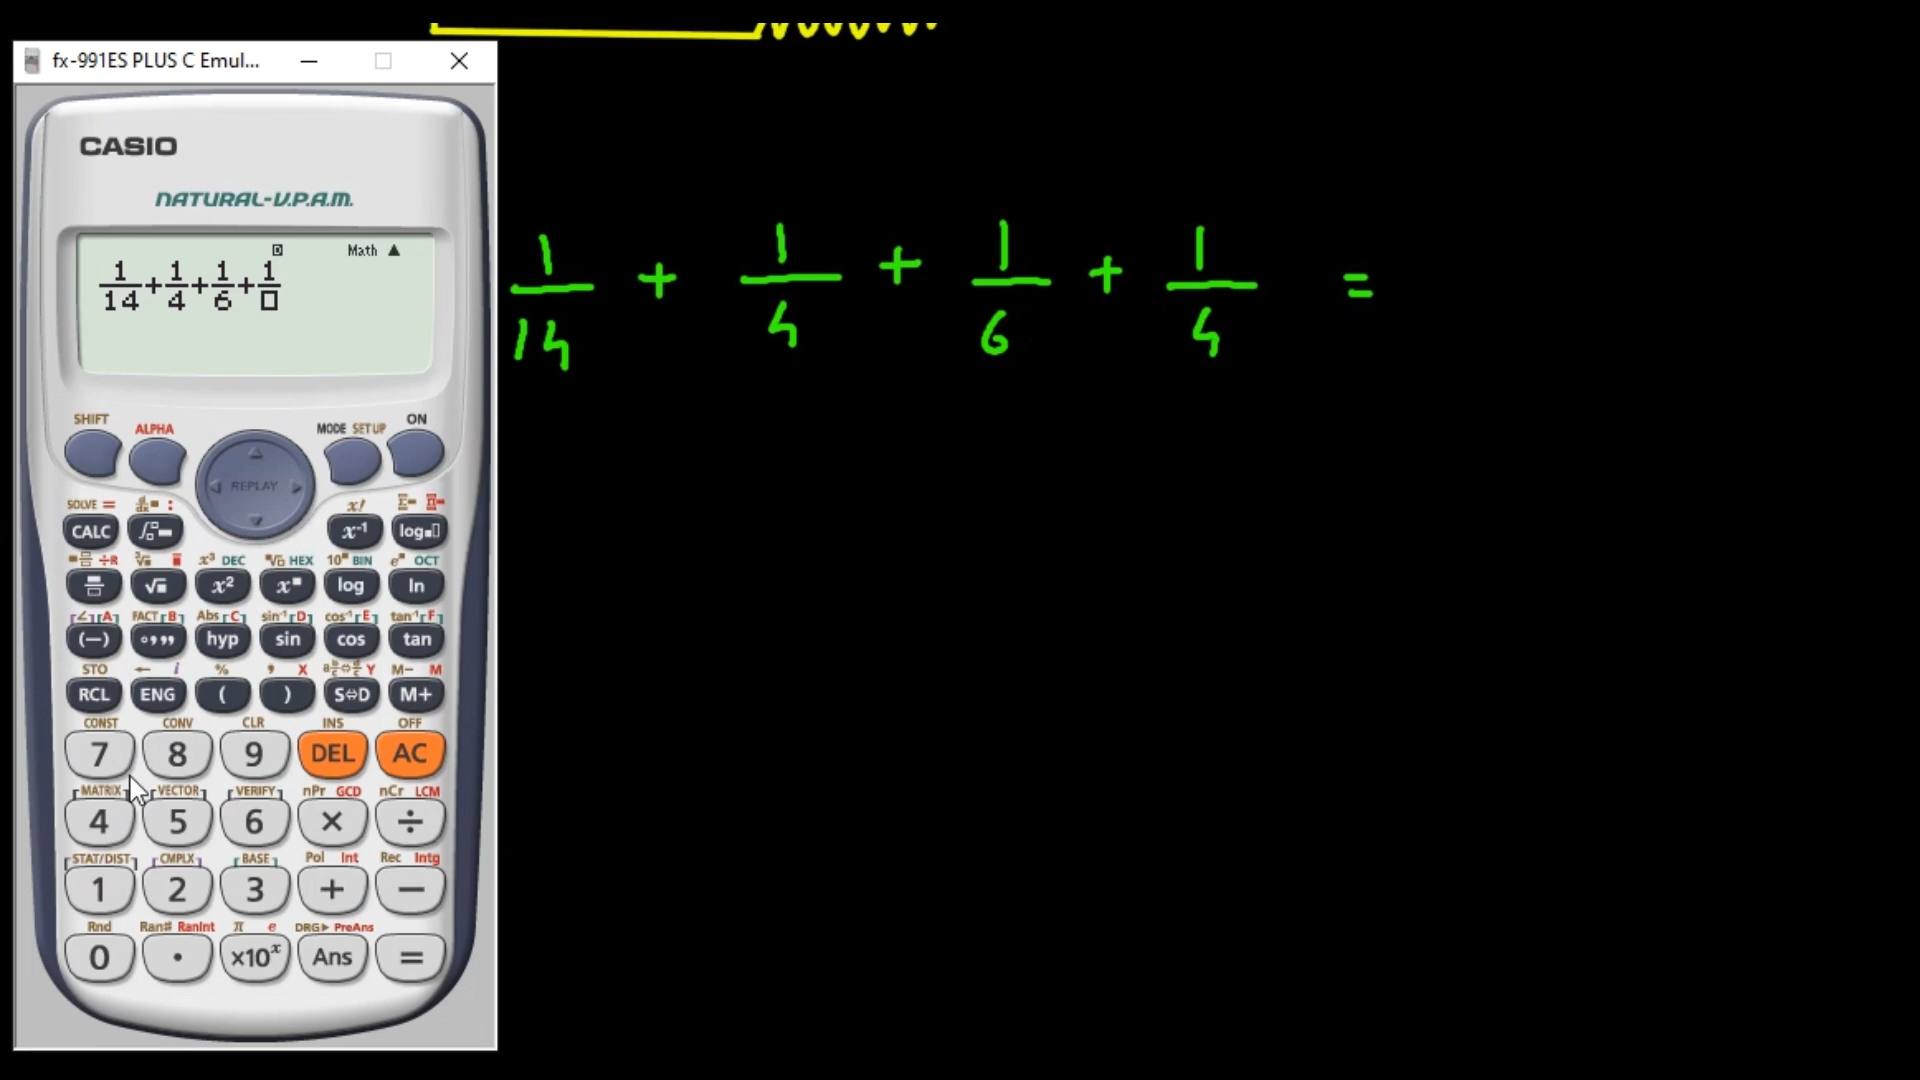 fx-991ES PLUS C Emul...
CASIO
NATURAL-V.P.A.M.
D Math ▲
1/14+1/4+1/6+1/□
1/14 + 1/4 + 1/6 + 1/4 =
SHIFT ALPHA MODE SETUP ON
REPLAY
SOLVE = d/dx : x! Σ Π
CALC ∫ x⁻¹ log
÷R x³ DEC HEX 10 BIN e OCT
√ x² x log ln
∠ A FACT B Abs C sin⁻¹ D cos⁻¹ E tan⁻¹ F
(−) °,,, hyp sin cos tan
STO ← i % , X Y M− M
RCL ENG ( ) S⇔D M+
CONST CONV CLR INS OFF
7 8 9 DEL AC
MATRIX VECTOR VERIFY nPr GCD nCr LCM
4 5 6 × ÷
STAT/DIST CMPLX BASE Pol Int Rec Intg
1 2 3 + −
Rnd Ran# RanInt π e DRG▶ PreAns
0 . ×10ˣ Ans =